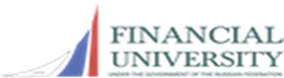 FINANCIAL
UNIVERSITY
UNDER THE GOVERNMENT OF THE RUSSIAN FEDERATION